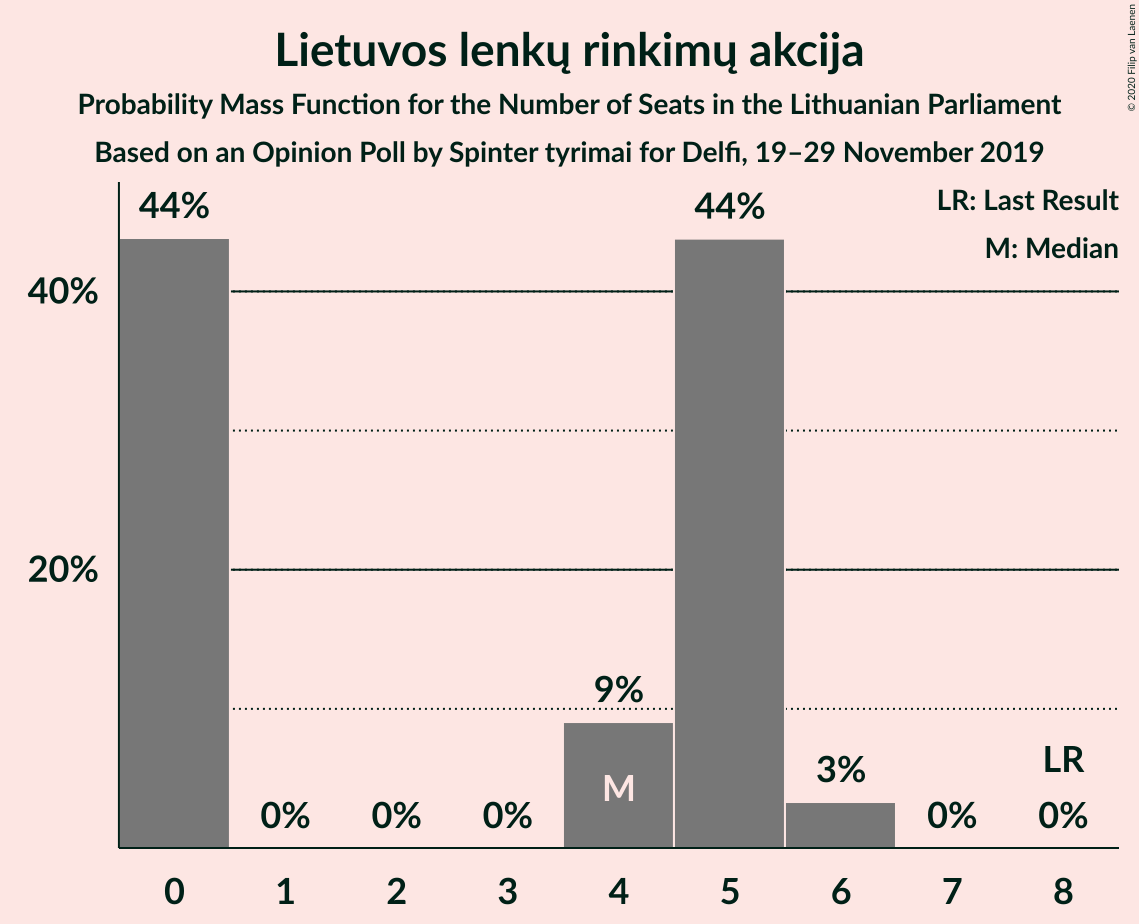 Lietuvos lenkų rinkimų akcija
Probability Mass Function for the Number of Seats in the Lithuanian Parliament
Based on an Opinion Poll by Spinter tyrimai for Delfi, 19–29 November 2019
© 2020 Filip van Laenen
LR: Last Result
M: Median
44%
0%
0%
0%
9%
M
44%
3%
0%
LR
0%
40%
20%
0 1 2 3 4 5 6 7 8